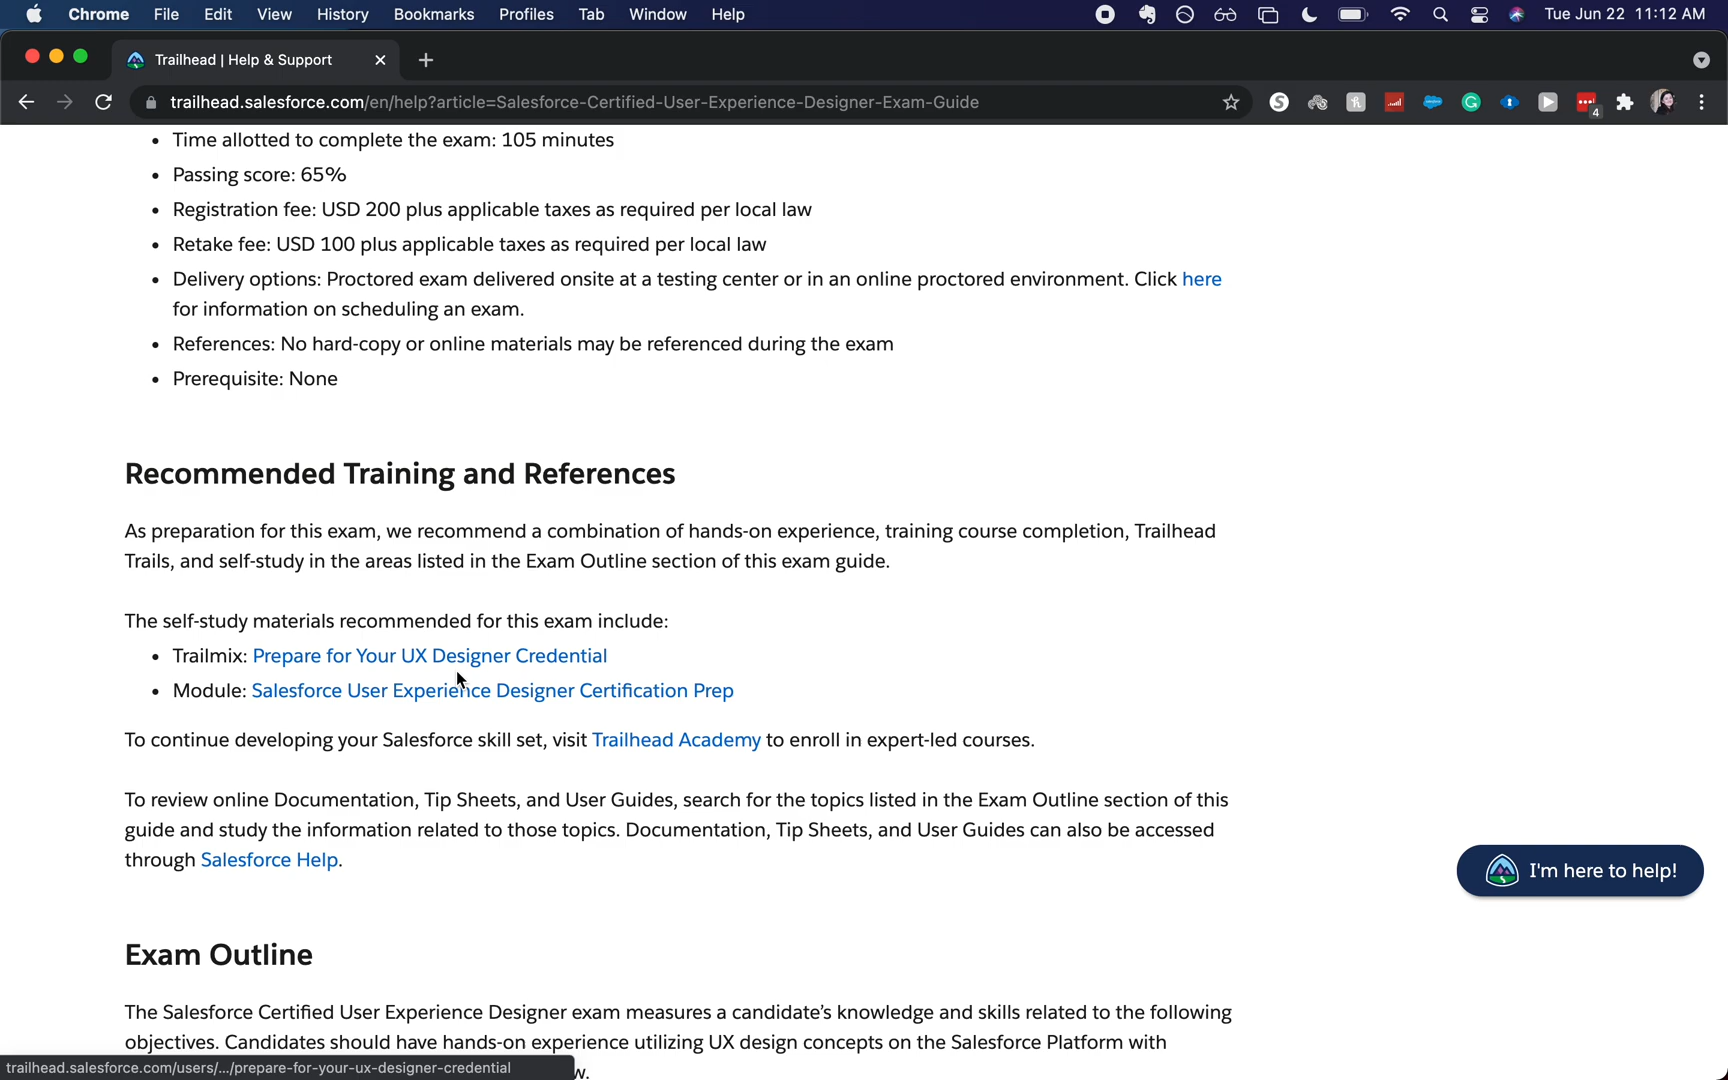 Chrome File Edit View History Bookmarks Profiles Tab Window Help Tue Jun 22 11:12 AM
Trailhead | Help & Support
trailhead.salesforce.com/en/help?article=Salesforce-Certified-User-Experience-Designer-Exam-Guide
4
• Time allotted to complete the exam: 105 minutes
• Passing score: 65%
• Registration fee: USD 200 plus applicable taxes as required per local law
• Retake fee: USD 100 plus applicable taxes as required per local law
• Delivery options: Proctored exam delivered onsite at a testing center or in an online proctored environment. Click here
for information on scheduling an exam.
• References: No hard-copy or online materials may be referenced during the exam
• Prerequisite: None
Recommended Training and References
As preparation for this exam, we recommend a combination of hands-on experience, training course completion, Trailhead
Trails, and self-study in the areas listed in the Exam Outline section of this exam guide.
The self-study materials recommended for this exam include:
• Trailmix: Prepare for Your UX Designer Credential
• Module: Salesforce User Experience Designer Certification Prep
To continue developing your Salesforce skill set, visit Trailhead Academy to enroll in expert-led courses.
To review online Documentation, Tip Sheets, and User Guides, search for the topics listed in the Exam Outline section of this
guide and study the information related to those topics. Documentation, Tip Sheets, and User Guides can also be accessed
through Salesforce Help.
I'm here to help!
Exam Outline
The Salesforce Certified User Experience Designer exam measures a candidate's knowledge and skills related to the following
objectives. Candidates should have hands-on experience utilizing UX design concepts on the Salesforce Platform with
trailhead.salesforce.com/users/.../prepare-for-your-ux-designer-credential